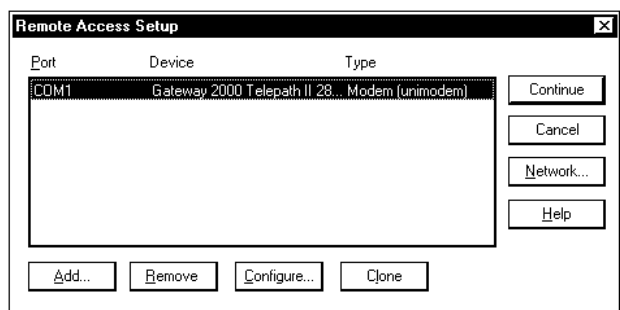 Remote Access Setup
Port Device Type
COM1 Gateway 2000 Telepath II 28... Modem (unimodem)
Continue
Cancel
Network...
Help
Add... Remove Configure... Clone